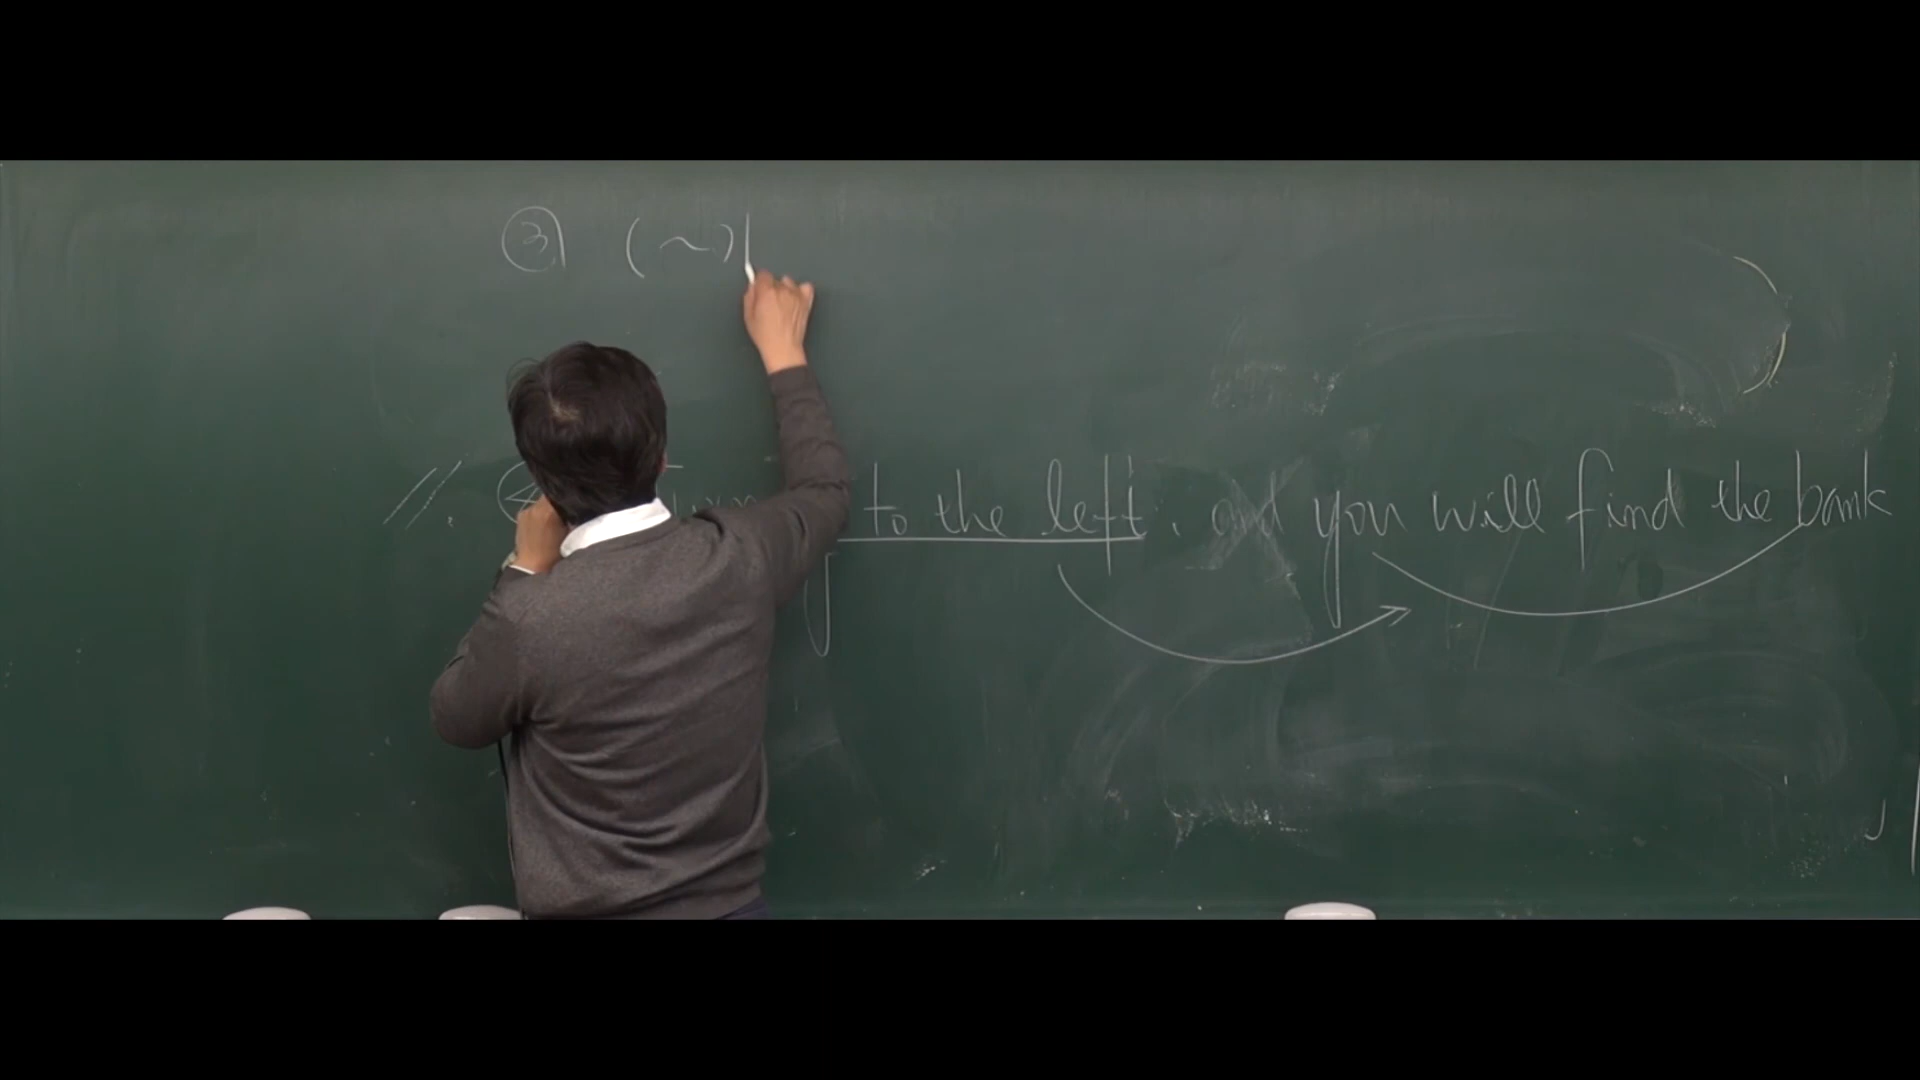 ③ (~)
//. to the left, and you will find the bank